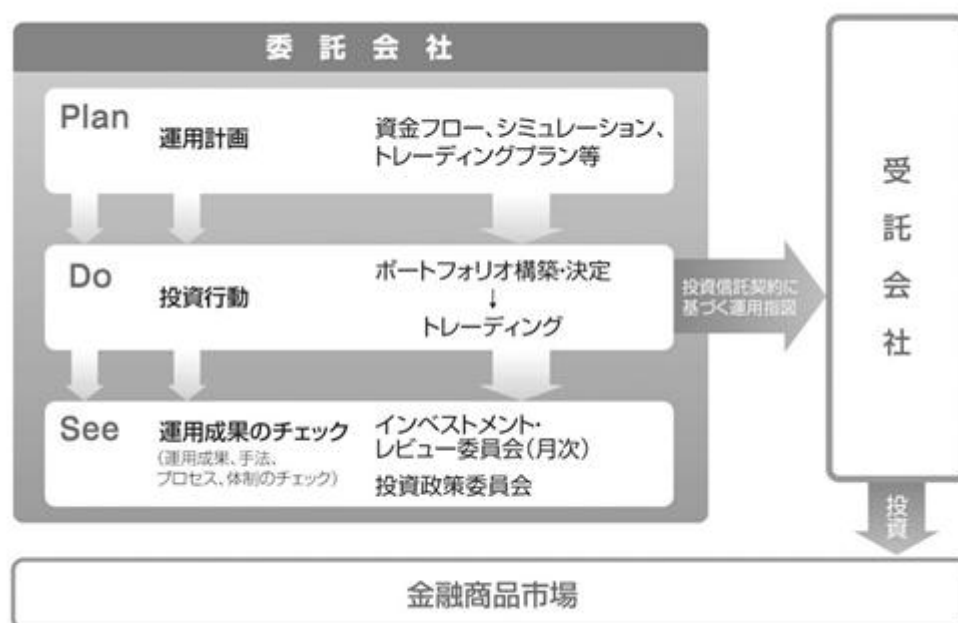 委託会社
Plan
運用計画
資金フロー、シミュレーション、
トレーディングプラン等
Do
投資行動
ポートフォリオ構築・決定
↓
トレーディング
投資信託契約に
基づく運用指図
See
運用成果のチェック
(運用成果、手法、
プロセス、体制のチェック)
インベストメント・
レビュー委員会(月次)
投資政策委員会
受託会社
投資
金融商品市場